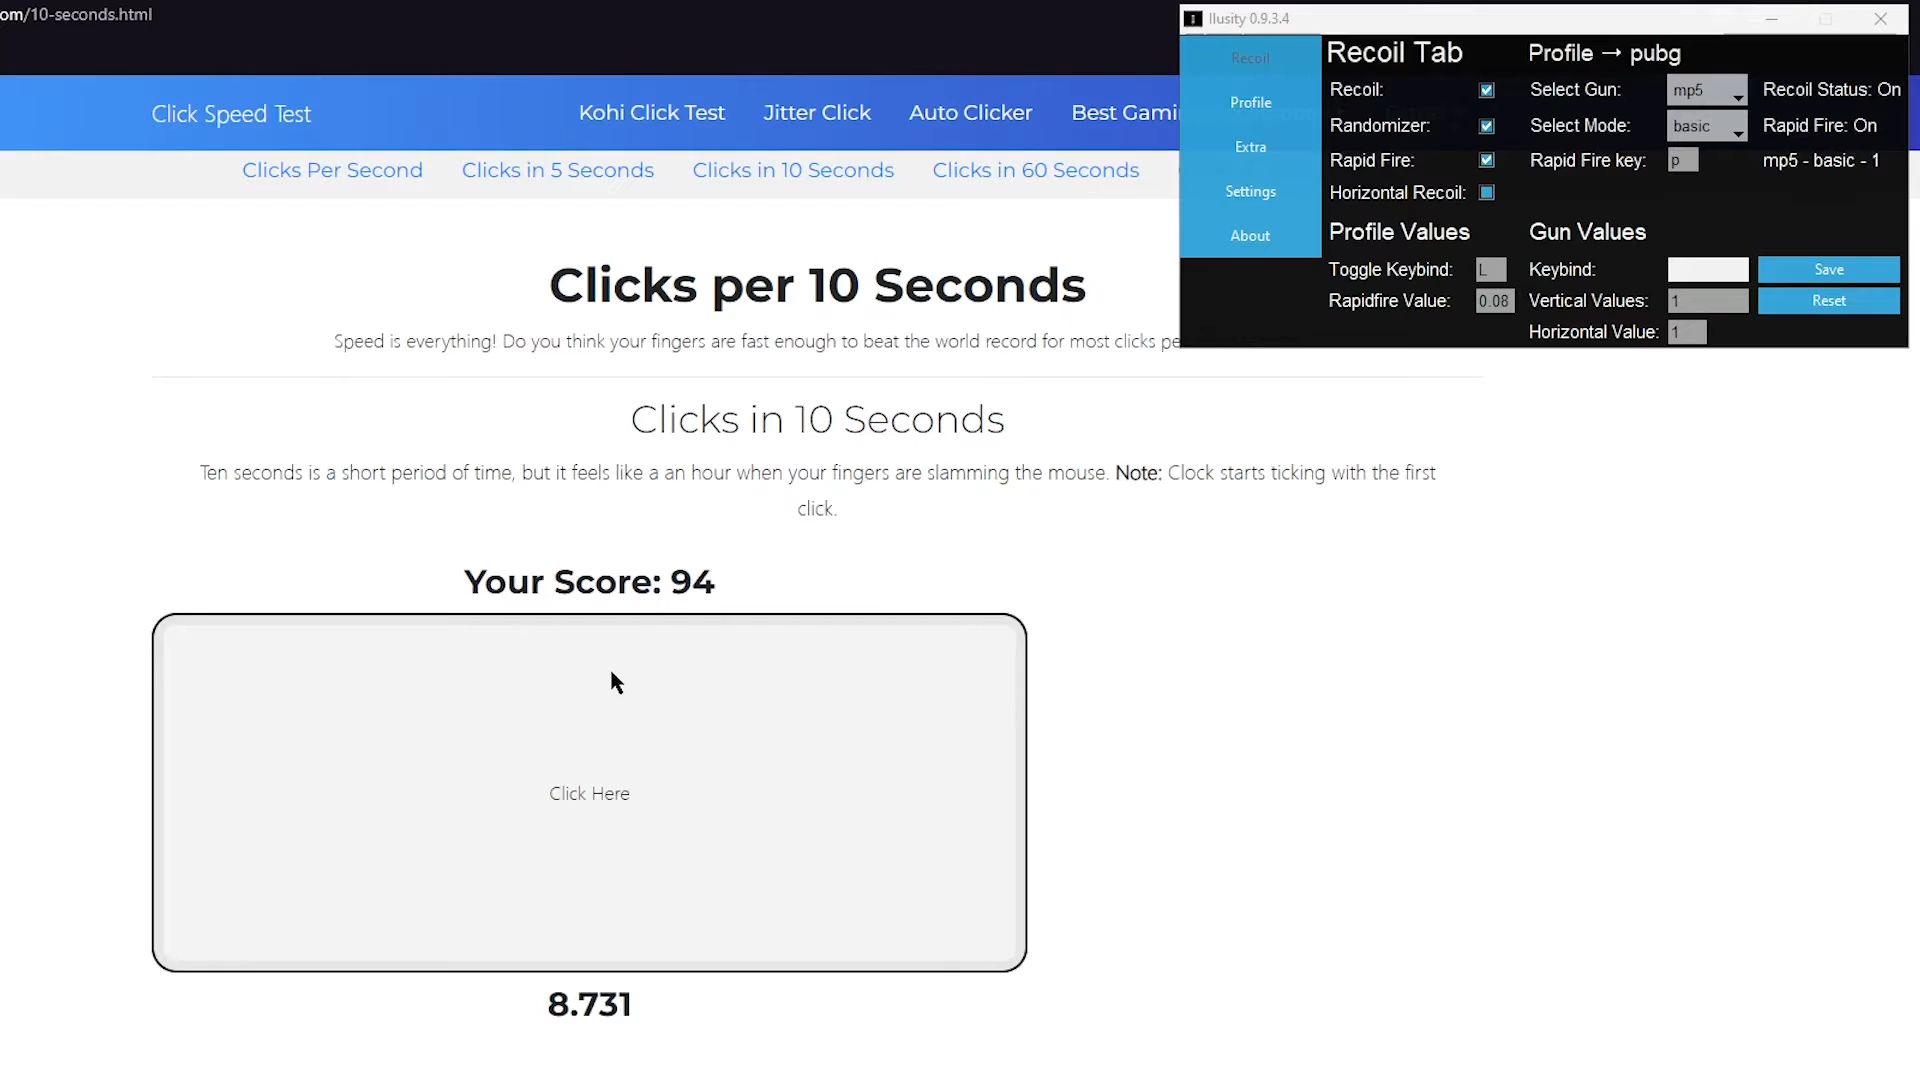 om/10-seconds.html
Click Speed Test
Kohi Click Test
Jitter Click
Auto Clicker
Best Gami
Clicks Per Second
Clicks in 5 Seconds
Clicks in 10 Seconds
Clicks in 60 Seconds
Clicks per 10 Seconds
Speed is everything! Do you think your fingers are fast enough to beat the world record for most clicks pe
Clicks in 10 Seconds
Ten seconds is a short period of time, but it feels like a an hour when your fingers are slamming the mouse. Note: Clock starts ticking with the first
click.
Your Score: 94
Click Here
8.731
Ilusity 0.9.3.4
Recoil
Profile
Extra
Settings
About
Recoil Tab
Profile → pubg
Recoil:
Select Gun: mp5
Recoil Status: On
Randomizer:
Select Mode: basic
Rapid Fire: On
Rapid Fire:
Rapid Fire key: p
mp5 - basic - 1
Horizontal Recoil:
Profile Values
Gun Values
Toggle Keybind: L
Keybind:
Save
Rapidfire Value: 0.08
Vertical Values: 1
Reset
Horizontal Value: 1